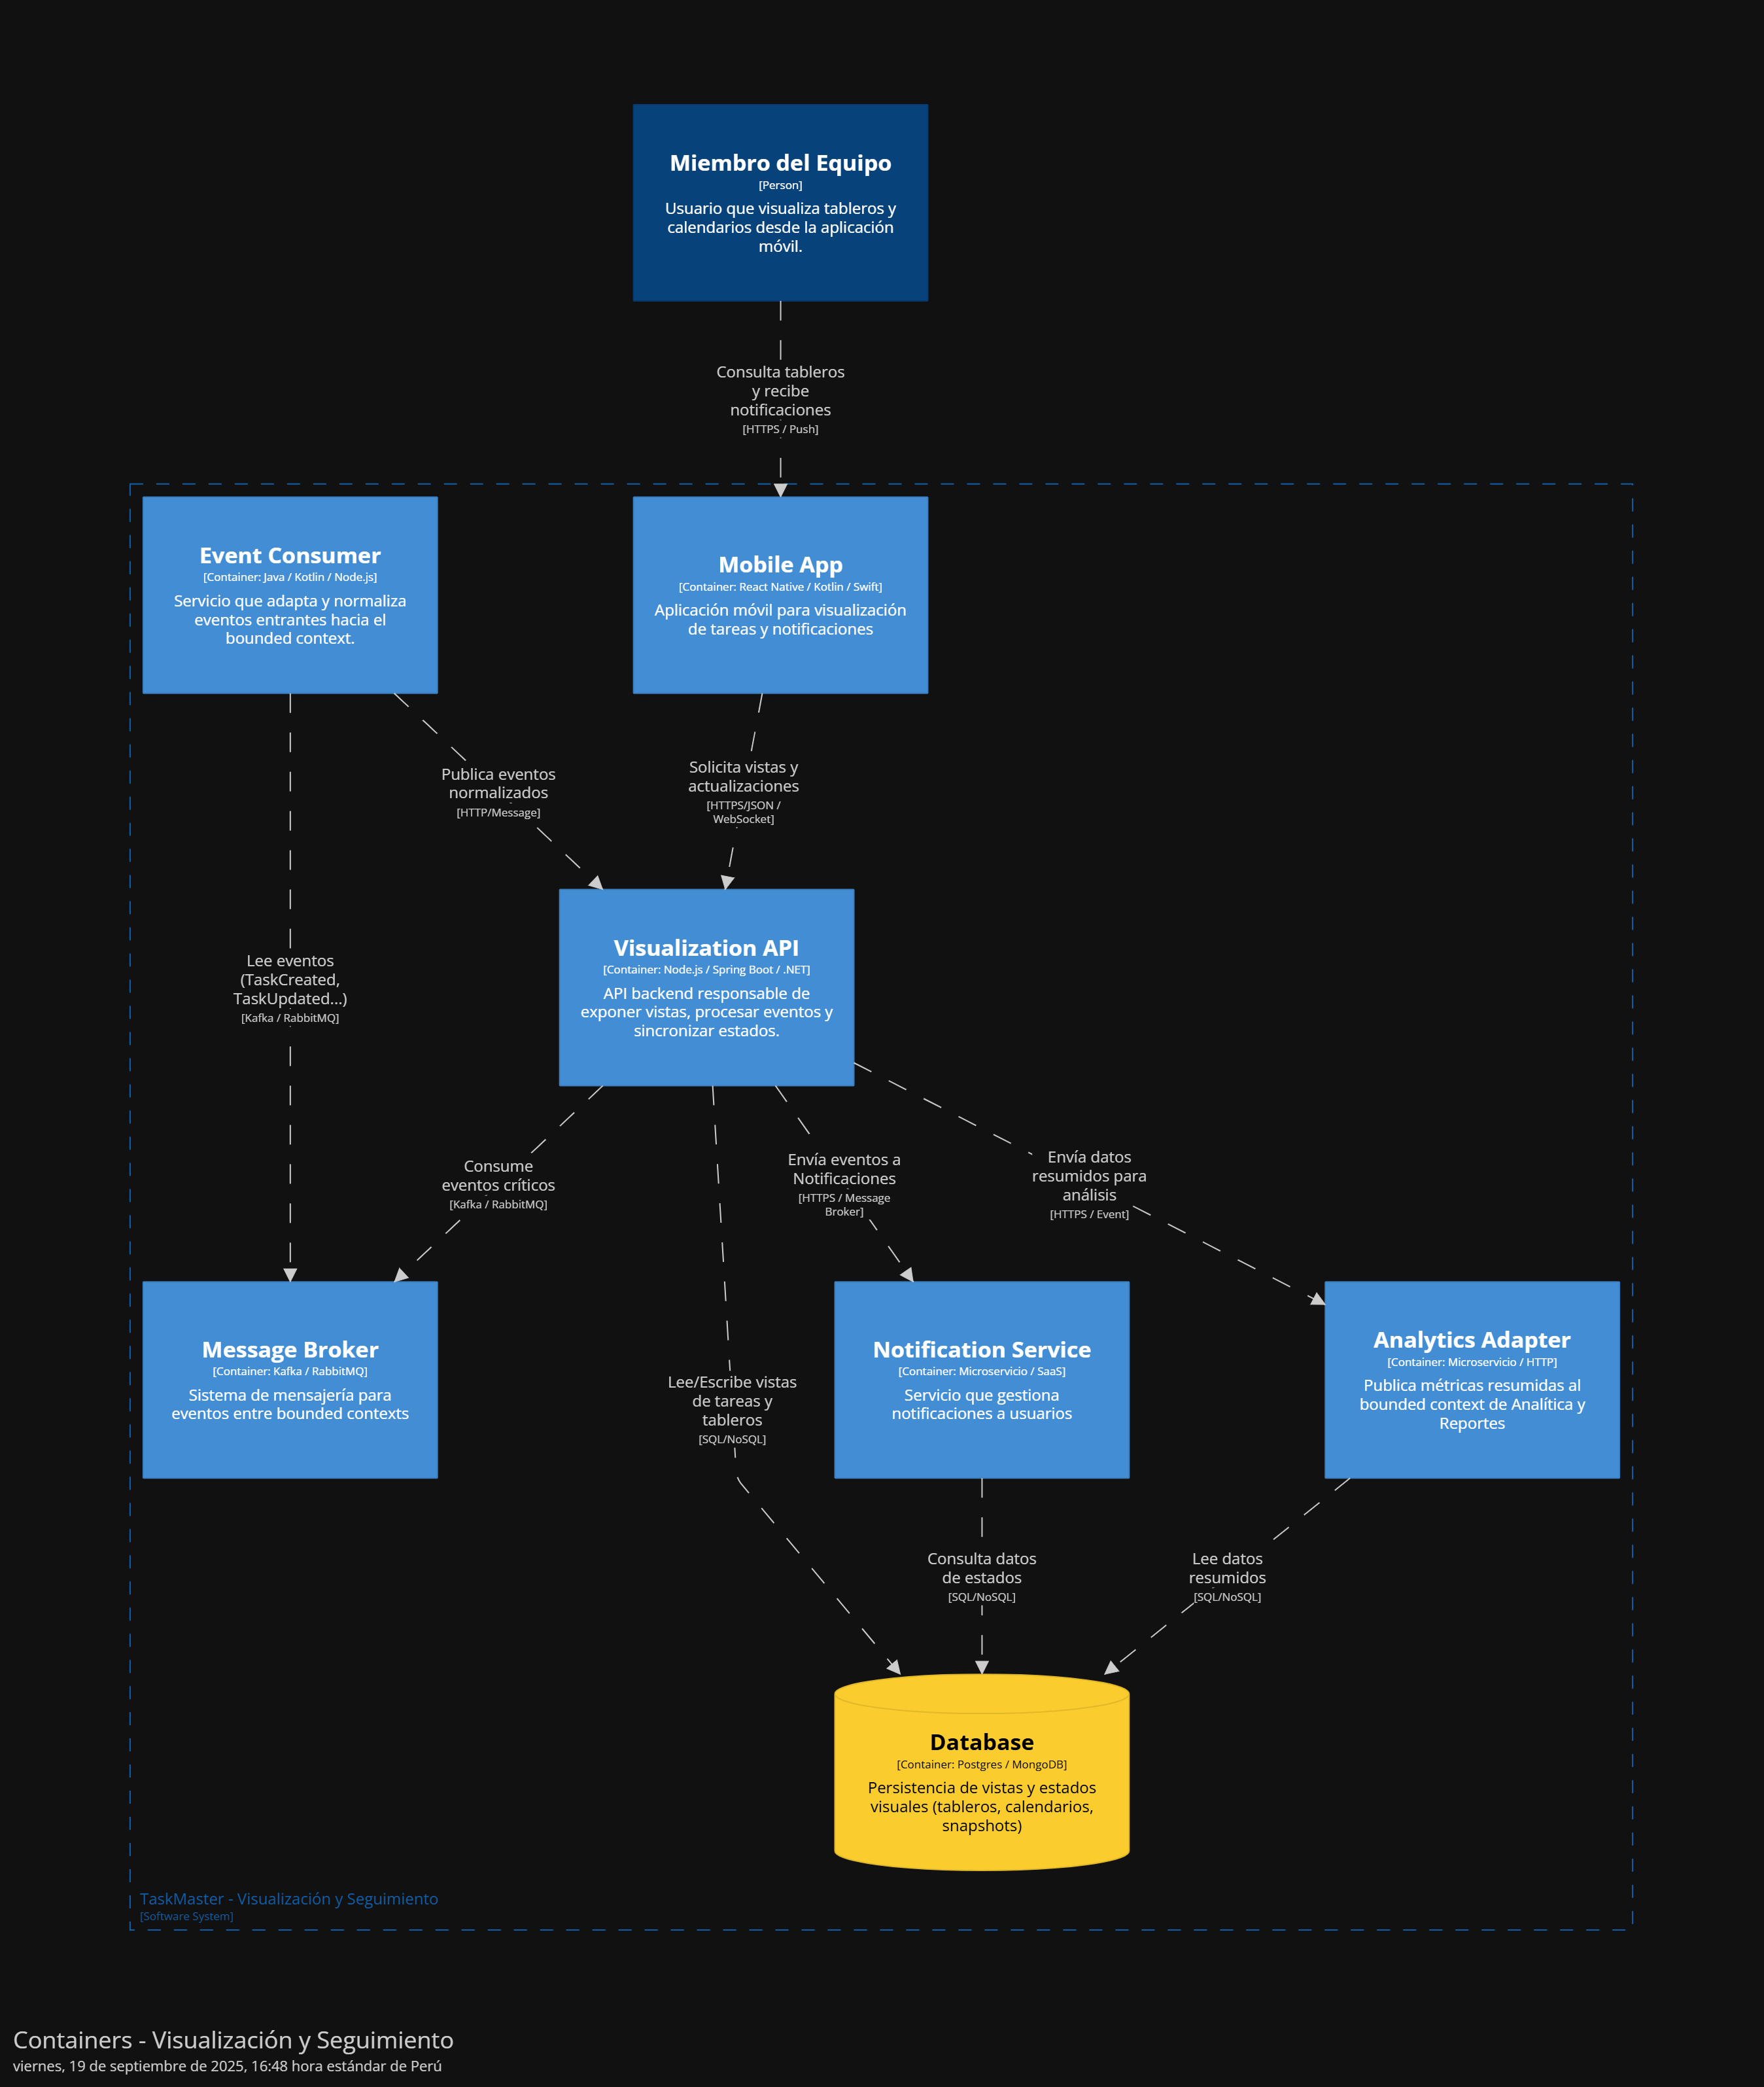 Miembro del Equipo
[Person]
Usuario que visualiza tableros y
calendarios desde la aplicación
móvil.
Consulta tableros
y recibe
notificaciones
[HTTPS / Push]
Event Consumer
[Container: Java / Kotlin / Node.js]
Servicio que adapta y normaliza
eventos entrantes hacia el
bounded context.
Mobile App
[Container: React Native / Kotlin / Swift]
Aplicación móvil para visualización
de tareas y notificaciones
Publica eventos
normalizados
[HTTP/Message]
Solicita vistas y
actualizaciones
[HTTPS/JSON /
WebSocket]
Lee eventos
(TaskCreated,
TaskUpdated...)
[Kafka / RabbitMQ]
Visualization API
[Container: Node.js / Spring Boot / .NET]
API backend responsable de
exponer vistas, procesar eventos y
sincronizar estados.
Consume
eventos críticos
[Kafka / RabbitMQ]
Envía eventos a
Notificaciones
[HTTPS / Message
Broker]
Envía datos
resumidos para
análisis
[HTTPS / Event]
Message Broker
[Container: Kafka / RabbitMQ]
Sistema de mensajería para
eventos entre bounded contexts
Lee/Escribe vistas
de tareas y
tableros
[SQL/NoSQL]
Notification Service
[Container: Microservicio / SaaS]
Servicio que gestiona
notificaciones a usuarios
Analytics Adapter
[Container: Microservicio / HTTP]
Publica métricas resumidas al
bounded context de Analítica y
Reportes
Consulta datos
de estados
[SQL/NoSQL]
Lee datos
resumidos
[SQL/NoSQL]
Database
[Container: Postgres / MongoDB]
Persistencia de vistas y estados
visuales (tableros, calendarios,
snapshots)
TaskMaster - Visualización y Seguimiento
[Software System]
Containers - Visualización y Seguimiento
viernes, 19 de septiembre de 2025, 16:48 hora estándar de Perú